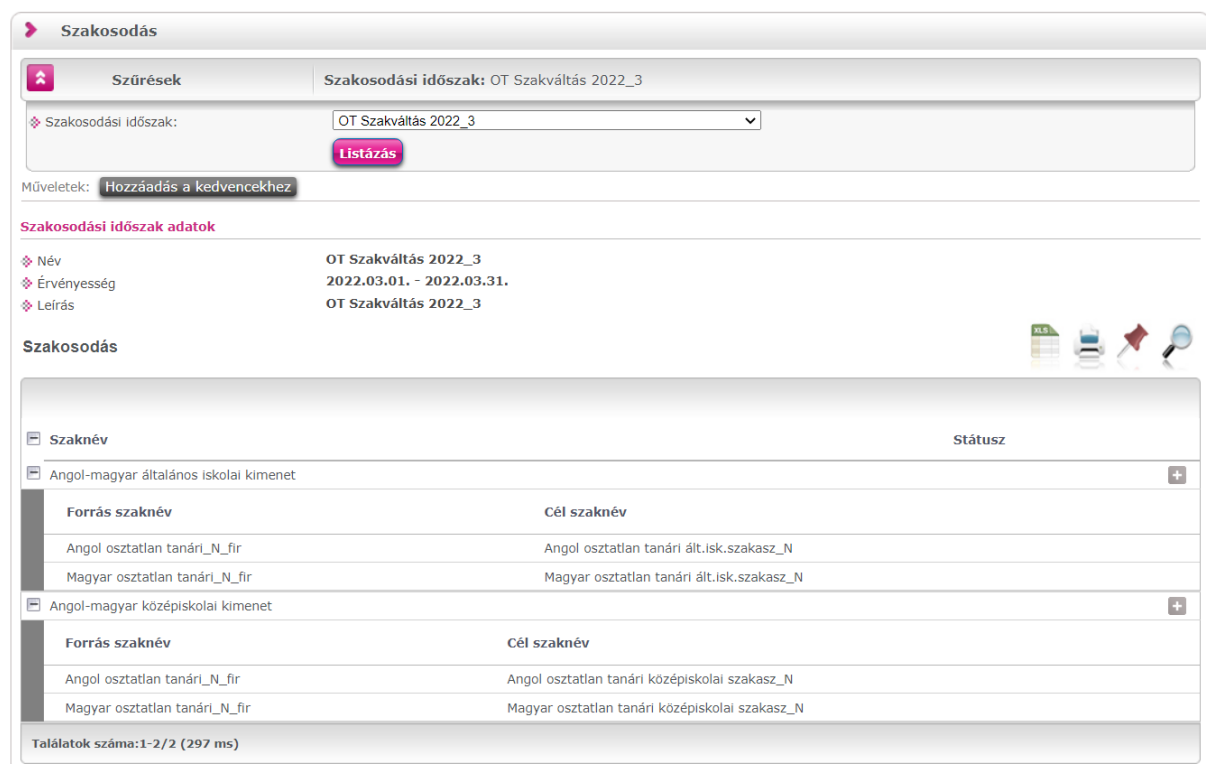 Szakosodás
Szűrések Szakosodási időszak: OT Szakváltás 2022_3
Szakosodási időszak: OT Szakváltás 2022_3
Listázás
Műveletek: Hozzáadás a kedvencekhez
Szakosodási időszak adatok
Név OT Szakváltás 2022_3
Érvényesség 2022.03.01. - 2022.03.31.
Leírás OT Szakváltás 2022_3
Szakosodás XLS
Szaknév Státusz
Angol-magyar általános iskolai kimenet
Forrás szaknév Cél szaknév
Angol osztatlan tanári_N_fir Angol osztatlan tanári ált.isk.szakasz_N
Magyar osztatlan tanári_N_fir Magyar osztatlan tanári ált.isk.szakasz_N
Angol-magyar középiskolai kimenet
Forrás szaknév Cél szaknév
Angol osztatlan tanári_N_fir Angol osztatlan tanári középiskolai szakasz_N
Magyar osztatlan tanári_N_fir Magyar osztatlan tanári középiskolai szakasz_N
Találatok száma:1-2/2 (297 ms)